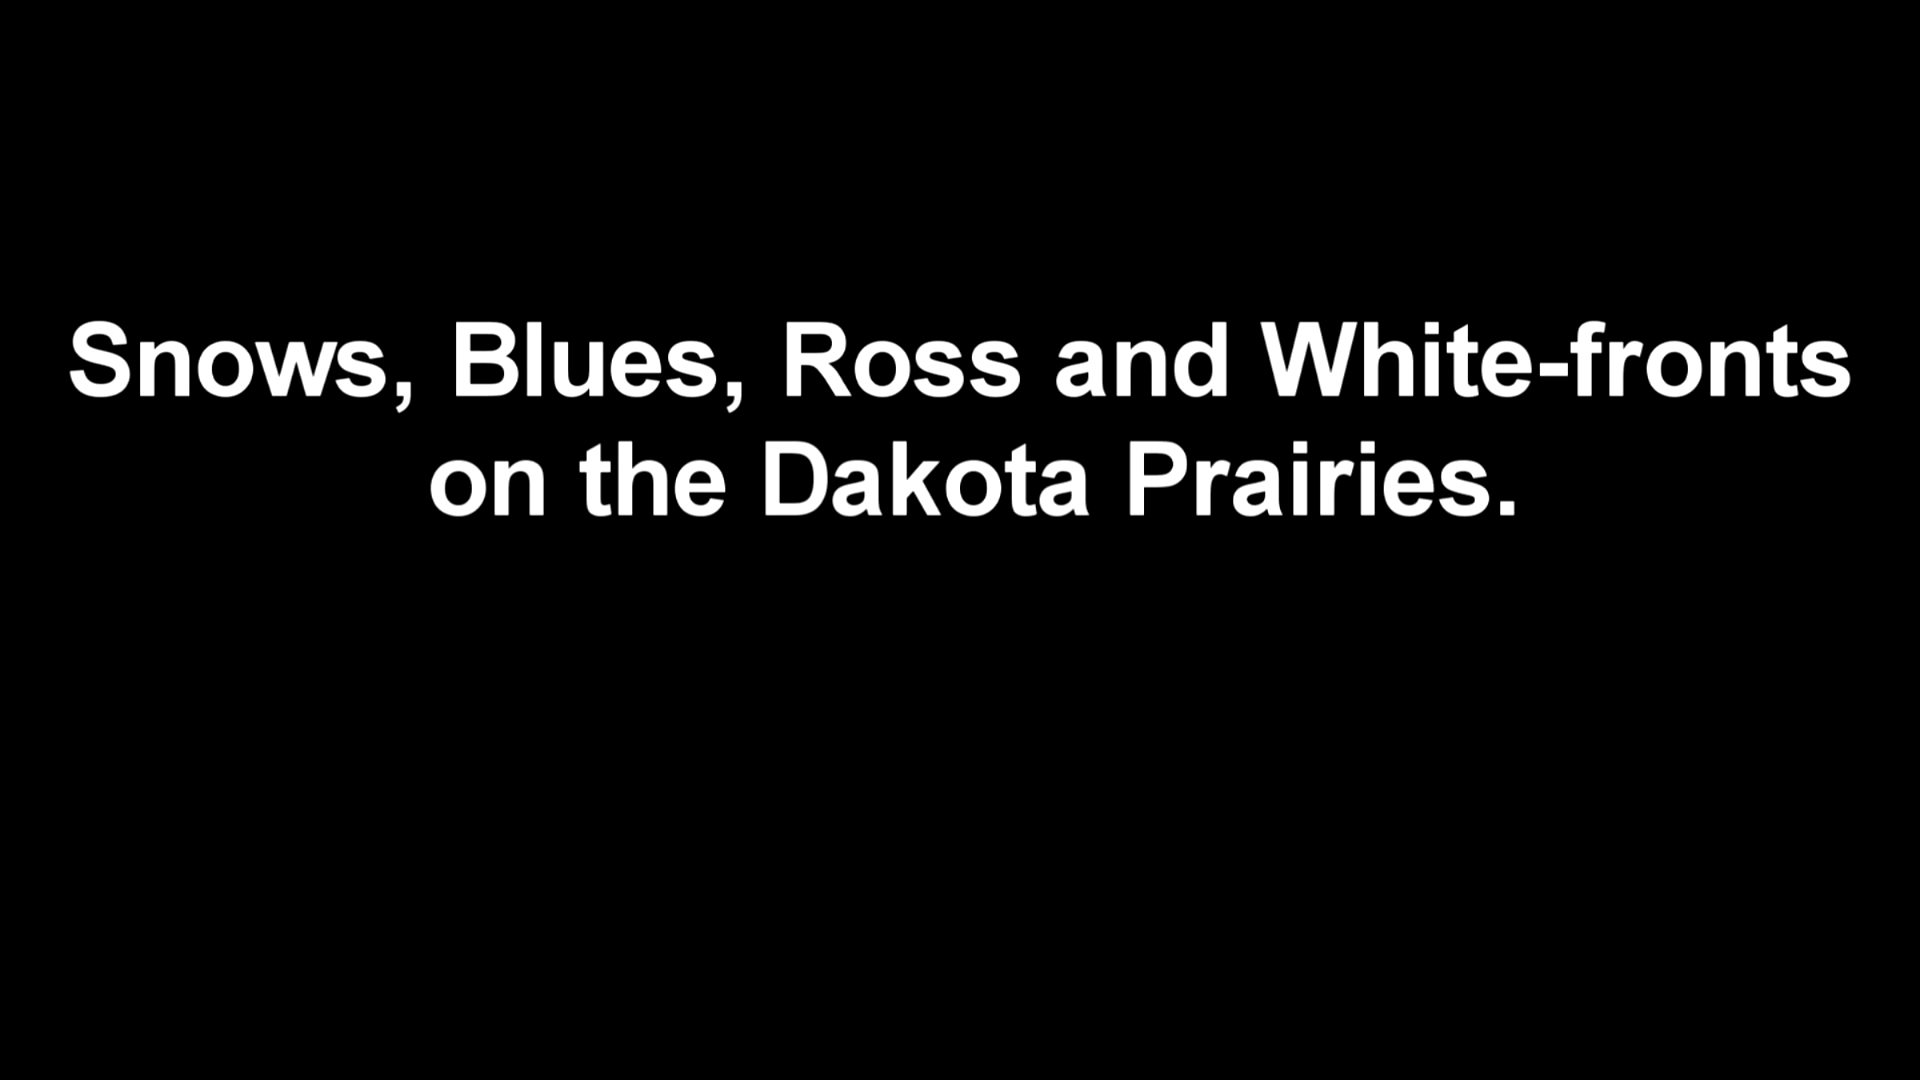 Snows, Blues, Ross and White-fronts
on the Dakota Prairies.